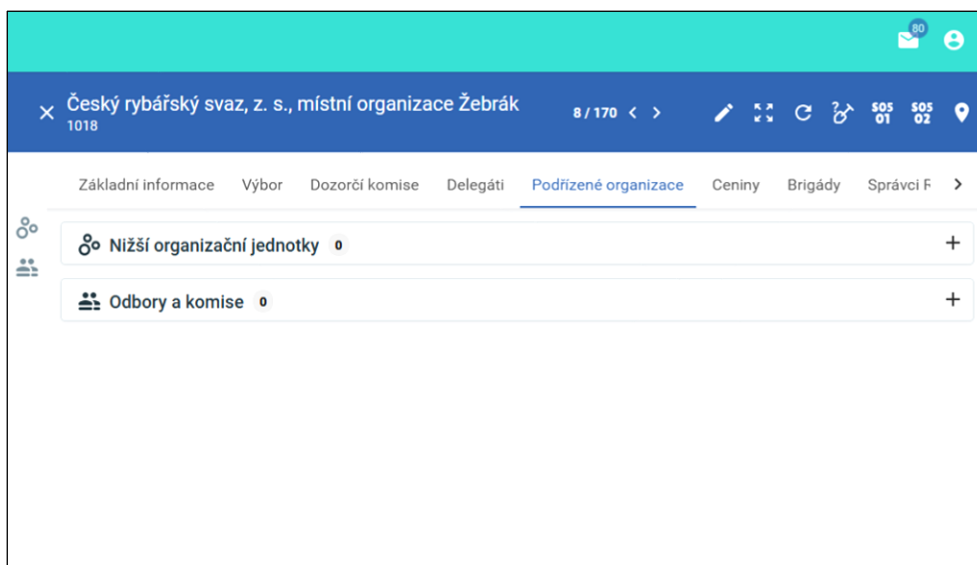 80
Český rybářský svaz, z. s., místní organizace Žebrák
1018
8 / 170
SOS 01
SOS 02
Základní informace Výbor Dozorčí komise Delegáti Podřízené organizace Ceniny Brigády Správci R
Nižší organizační jednotky 0
Odbory a komise 0